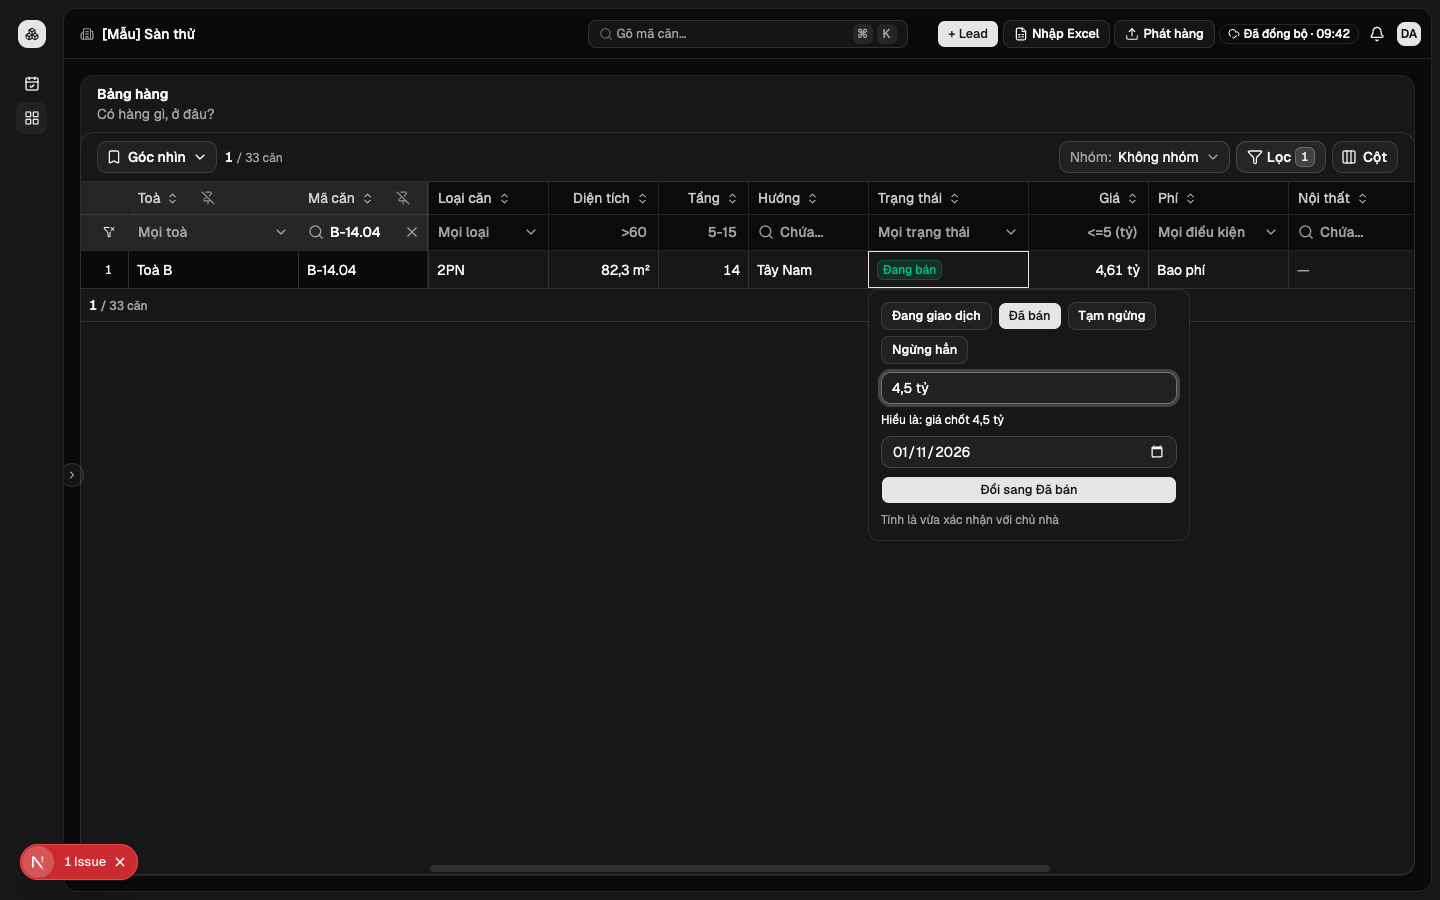 [Mẫu] Sàn thử
Gõ mã căn...
⌘ K
+ Lead
Nhập Excel
Phát hàng
Đã đồng bộ · 09:42
DA
Bảng hàng
Có hàng gì, ở đâu?
Góc nhìn
1 / 33 căn
Nhóm: Không nhóm
Lọc 1
Cột
Toà
Mã căn
Loại căn
Diện tích
Tầng
Hướng
Trạng thái
Giá
Phí
Nội thất
Mọi toà
B-14.04
Mọi loại
>60
5-15
Chứa...
Mọi trạng thái
<=5 (tỷ)
Mọi điều kiện
Chứa...
1
Toà B
B-14.04
2PN
82,3 m²
14
Tây Nam
Đang bán
4,61 tỷ
Bao phí
—
1 / 33 căn
Đang giao dịch
Đã bán
Tạm ngừng
Ngừng hẳn
4,5 tỷ
Hiểu là: giá chốt 4,5 tỷ
01/11/2026
Đổi sang Đã bán
Tính là vừa xác nhận với chủ nhà
N
1 Issue